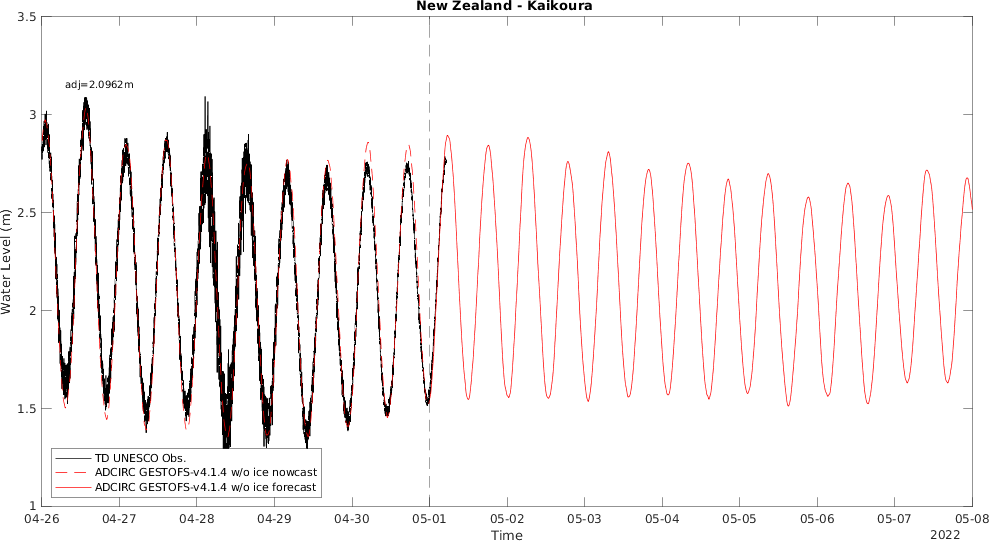 New Zealand - Kaikoura
3.5
adj=2.0962m
3
2.5
Water Level (m)
2
1.5
TD UNESCO Obs.
ADCIRC GESTOFS-v4.1.4 w/o ice nowcast
ADCIRC GESTOFS-v4.1.4 w/o ice forecast
1
04-26 04-27 04-28 04-29 04-30 05-01 05-02 05-03 05-04 05-05 05-06 05-07 05-08
Time
2022